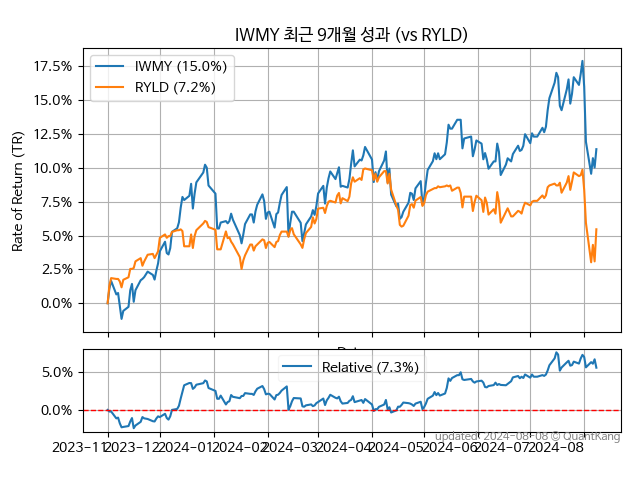 IWMY 최근 9개월 성과 (vs RYLD)
IWMY (15.0%)
RYLD (7.2%)
Rate of Return (TR)
17.5%
15.0%
12.5%
10.0%
7.5%
5.0%
2.5%
0.0%
Relative (7.3%)
5.0%
0.0%
2023-11 2023-12 2024-01 2024-02 2024-03 2024-04 2024-05 2024-06 2024-07 2024-08
updated: 2024-08-08 © QuantKang